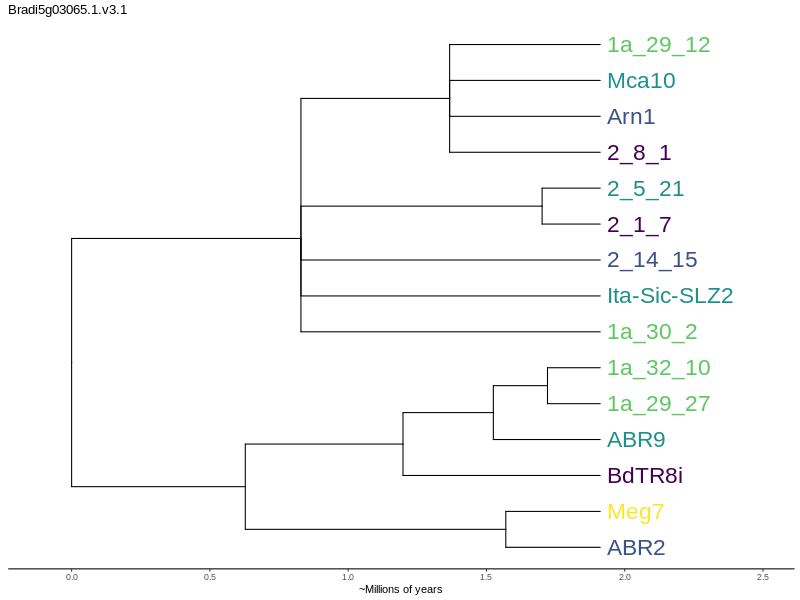 Bradi5g03065.1.v3.1
1a_29_12
Mca10
Arn1
2_8_1
2_5_21
2_1_7
2_14_15
Ita-Sic-SLZ2
1a_30_2
1a_32_10
1a_29_27
ABR9
BdTR8i
Meg7
ABR2
0.0 0.5 1.0 1.5 2.0 2.5
~Millions of years